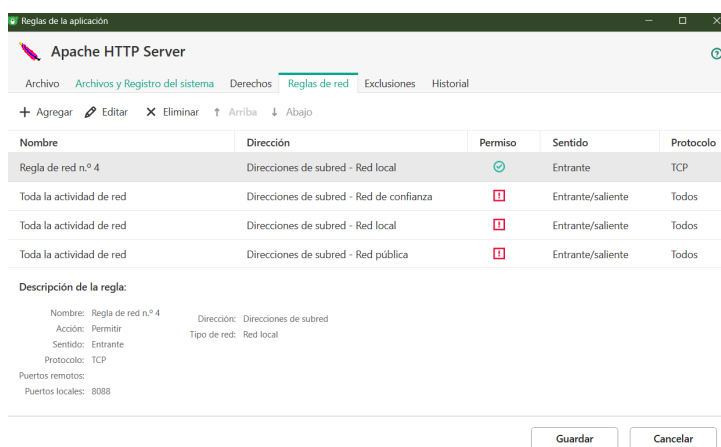 Reglas de la aplicación
Apache HTTP Server
Archivo Archivos y Registro del sistema Derechos Reglas de red Exclusiones Historial
+ Agregar Editar Eliminar Arriba Abajo
Nombre Dirección Permiso Sentido Protocolo
Regla de red n.º 4 Direcciones de subred - Red local Entrante TCP
Toda la actividad de red Direcciones de subred - Red de confianza Entrante/saliente Todos
Toda la actividad de red Direcciones de subred - Red local Entrante/saliente Todos
Toda la actividad de red Direcciones de subred - Red pública Entrante/saliente Todos
Descripción de la regla:
Nombre: Regla de red n.º 4
Acción: Permitir
Sentido: Entrante
Protocolo: TCP
Puertos remotos:
Puertos locales: 8088
Dirección: Direcciones de subred
Tipo de red: Red local
Guardar Cancelar